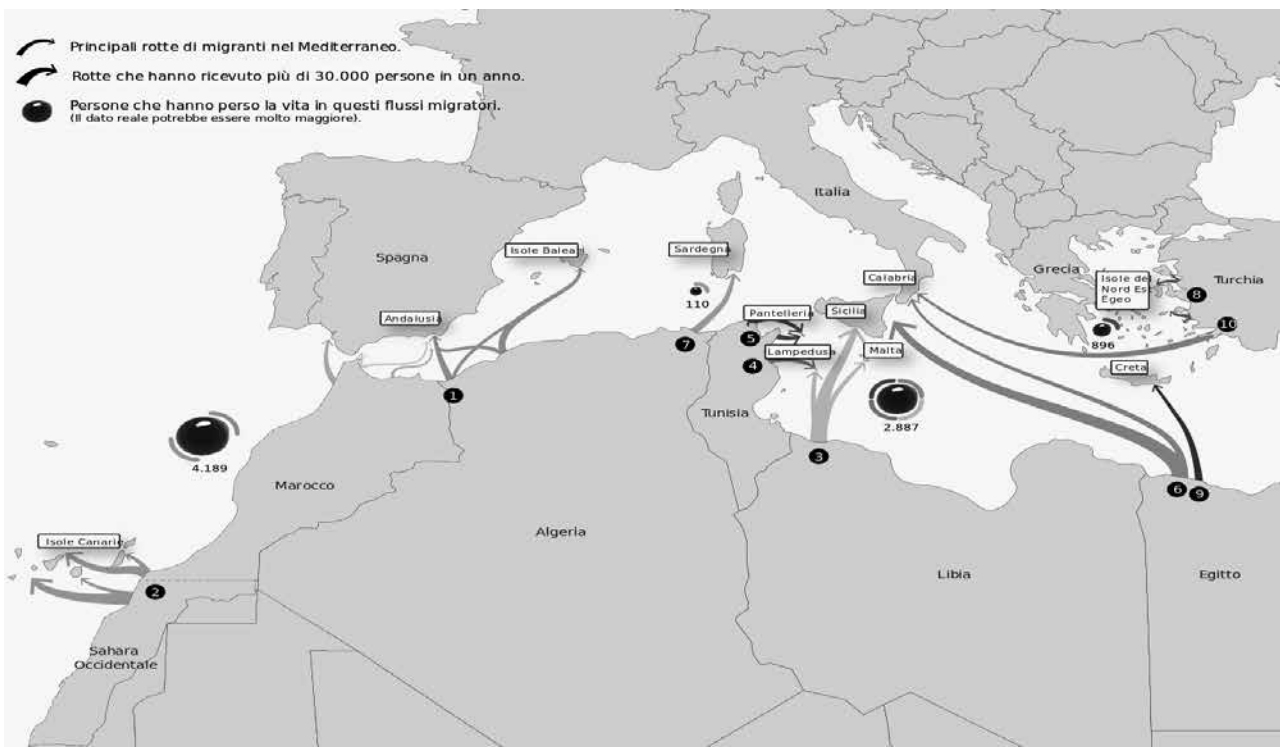 Principali rotte di migranti nel Mediterraneo.
Rotte che hanno ricevuto più di 30.000 persone in un anno.
Persone che hanno perso la vita in questi flussi migratori.
(Il dato reale potrebbe essere molto maggiore).
Italia
Spagna
Isole Balea
Sardegna
110
Andalusia
Calabria
Grecia
Turchia
Isole del
Nord Est
Egeo
8
10
896
Pantelleria
Sicilia
5
7
Lampedusa
Malta
4
Creta
1
Tunisia
2.887
4.189
3
Marocco
6
9
Isole Canarie
Algeria
Libia
Egitto
2
Sahara
Occidentale